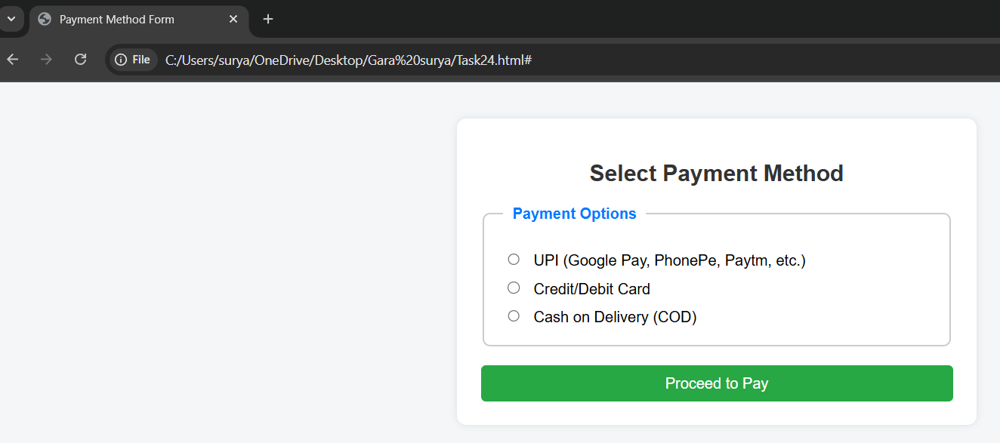 Payment Method Form
File C:/Users/surya/OneDrive/Desktop/Gara%20surya/Task24.html#
Select Payment Method
Payment Options
UPI (Google Pay, PhonePe, Paytm, etc.)
Credit/Debit Card
Cash on Delivery (COD)
Proceed to Pay